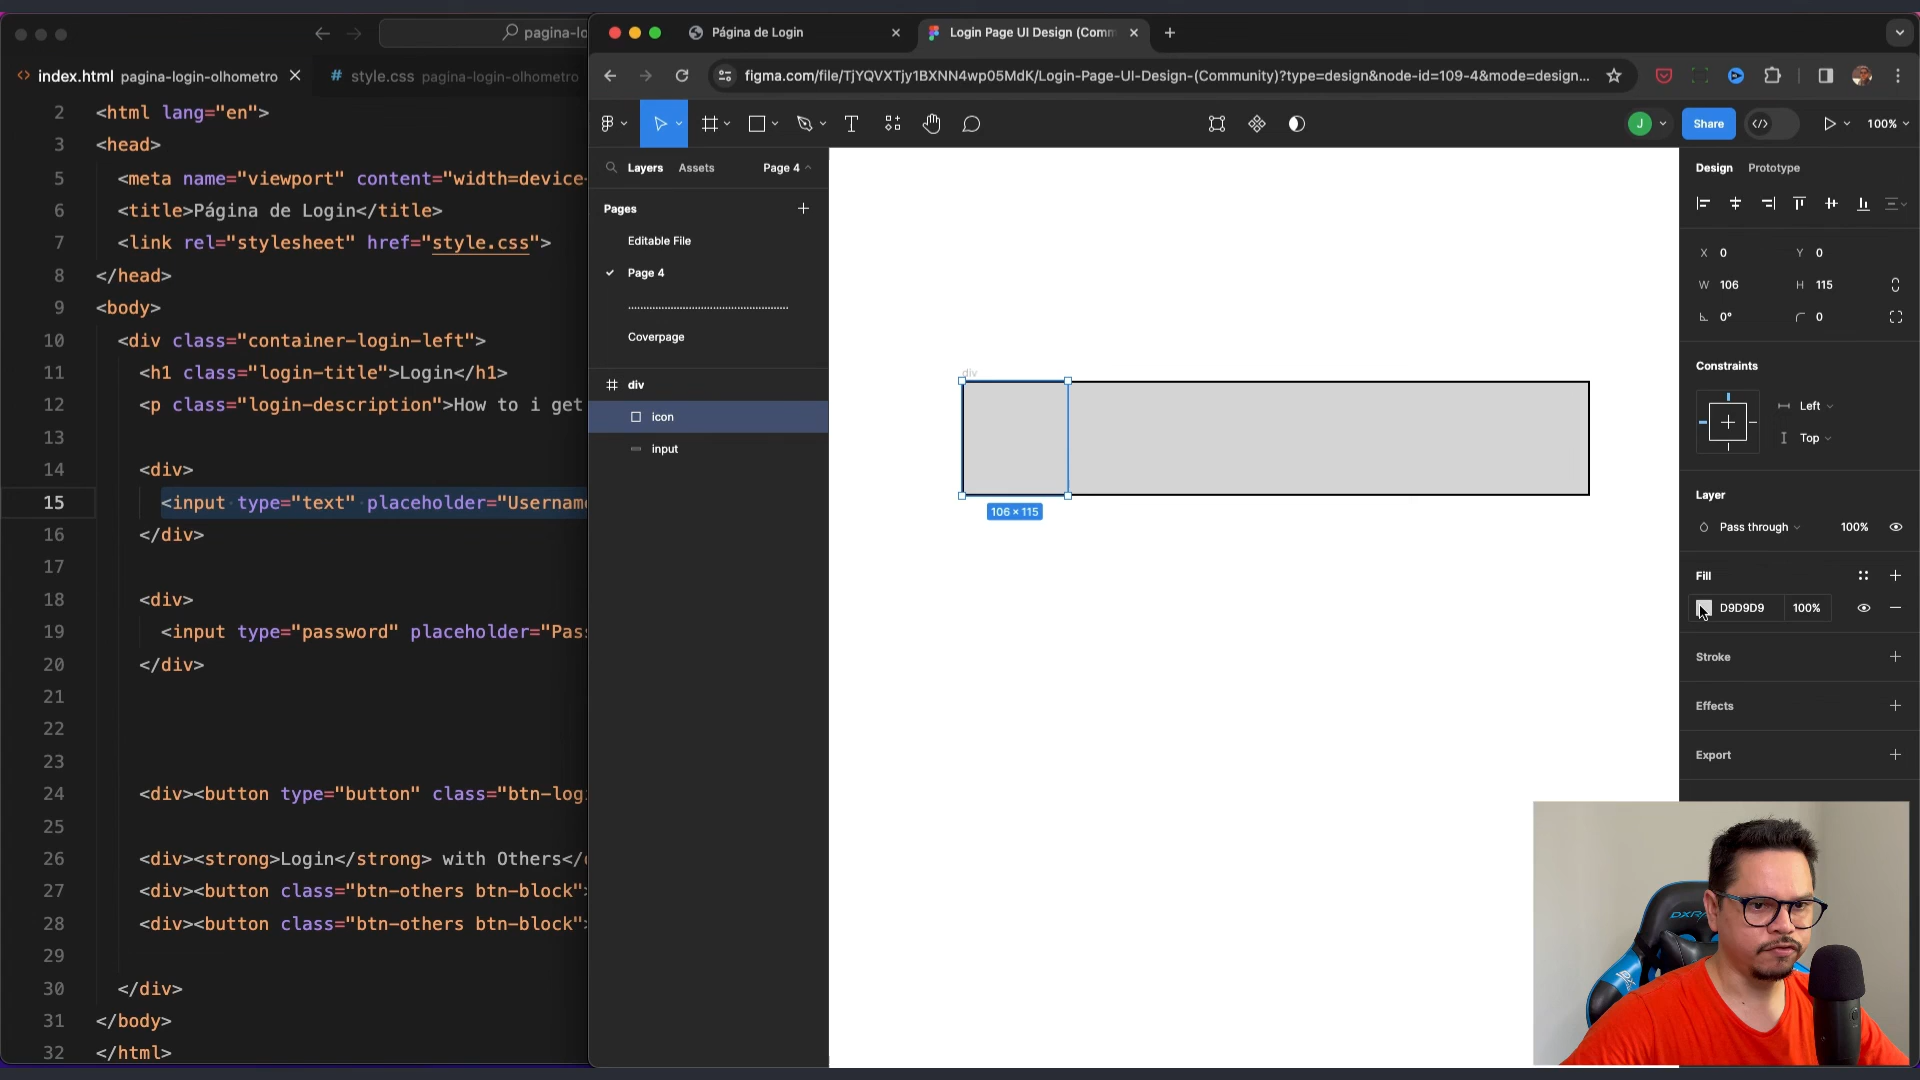 pagina-lo
index.html pagina-login-olhometro
style.css pagina-login-olhometro
2 <html lang="en">
3 <head>
5 <meta name="viewport" content="width=device-
6 <title>Página de Login</title>
7 <link rel="stylesheet" href="style.css">
8 </head>
9 <body>
10 <div class="container-login-left">
11 <h1 class="login-title">Login</h1>
12 <p class="login-description">How to i get
13
14 <div>
15 <input type="text" placeholder="Username
16 </div>
17
18 <div>
19 <input type="password" placeholder="Pass
20 </div>
21
22
23
24 <div><button type="button" class="btn-logi
25
26 <div><strong>Login</strong> with Others</
27 <div><button class="btn-others btn-block">
28 <div><button class="btn-others btn-block">
29
30 </div>
31 </body>
32 </html>
Página de Login
Login Page UI Design (Comm
figma.com/file/TjYQVXTjy1BXNN4wp05MdK/Login-Page-UI-Design-(Community)?type=design&node-id=109-4&mode=design...
J
Share
100%
Layers Assets Page 4
Pages
Editable File
Page 4
Coverpage
div
icon
input
div
106 × 115
Design Prototype
X 0 Y 0
W 106 H 115
0° 0
Constraints
Left
Top
Layer
Pass through 100%
Fill
D9D9D9 100%
Stroke
Effects
Export